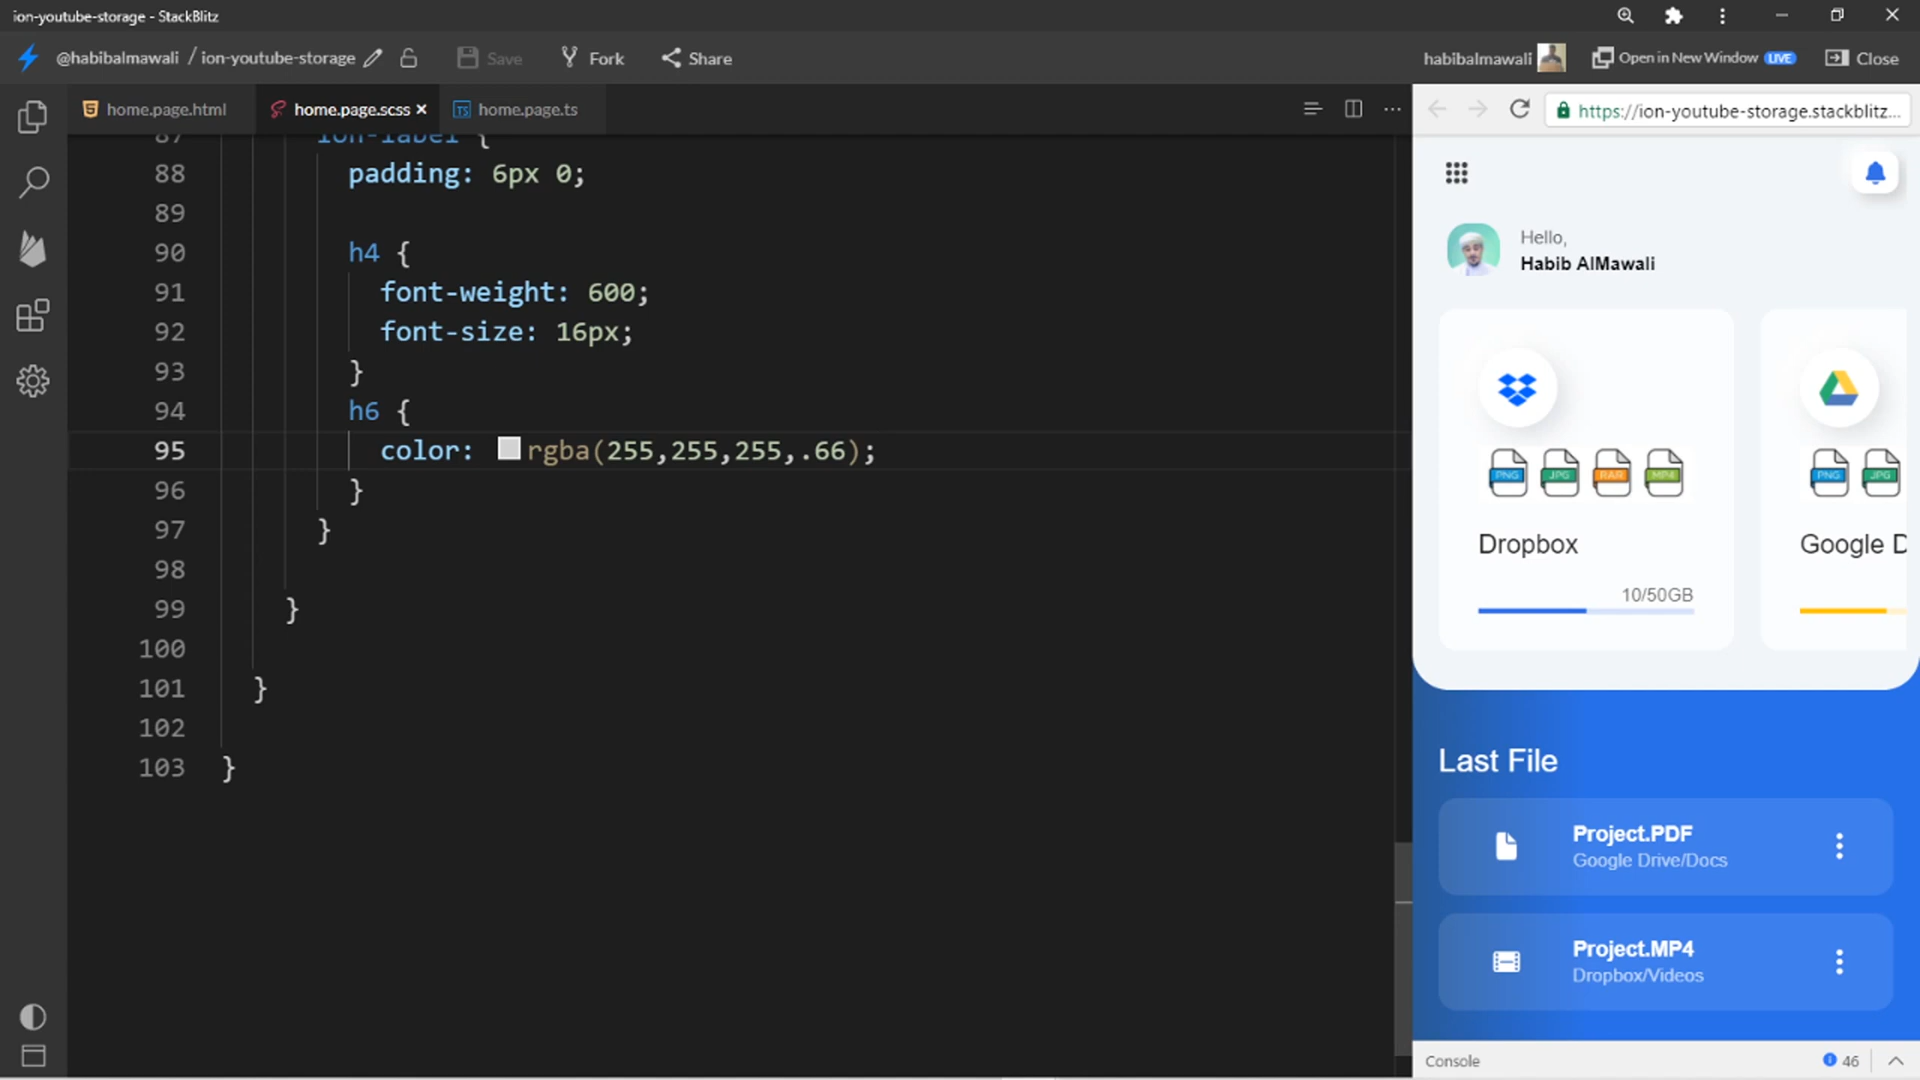 ion-youtube-storage - StackBlitz
@habibalmawali / ion-youtube-storage
Save
Fork
Share
habibalmawali
Open in New Window LIVE
Close
home.page.html
home.page.scss
home.page.ts
https://ion-youtube-storage.stackblitz...
87 ion-label {
88 padding: 6px 0;
89
90 h4 {
91 font-weight: 600;
92 font-size: 16px;
93 }
94 h6 {
95 color: rgba(255,255,255,.66);
96 }
97 }
98
99 }
100
101 }
102
103 }
Hello,
Habib AlMawali
PNG JPG RAR MP4
PNG JPG
Dropbox
Google D
10/50GB
Last File
Project.PDF
Google Drive/Docs
Project.MP4
Dropbox/Videos
Console
46